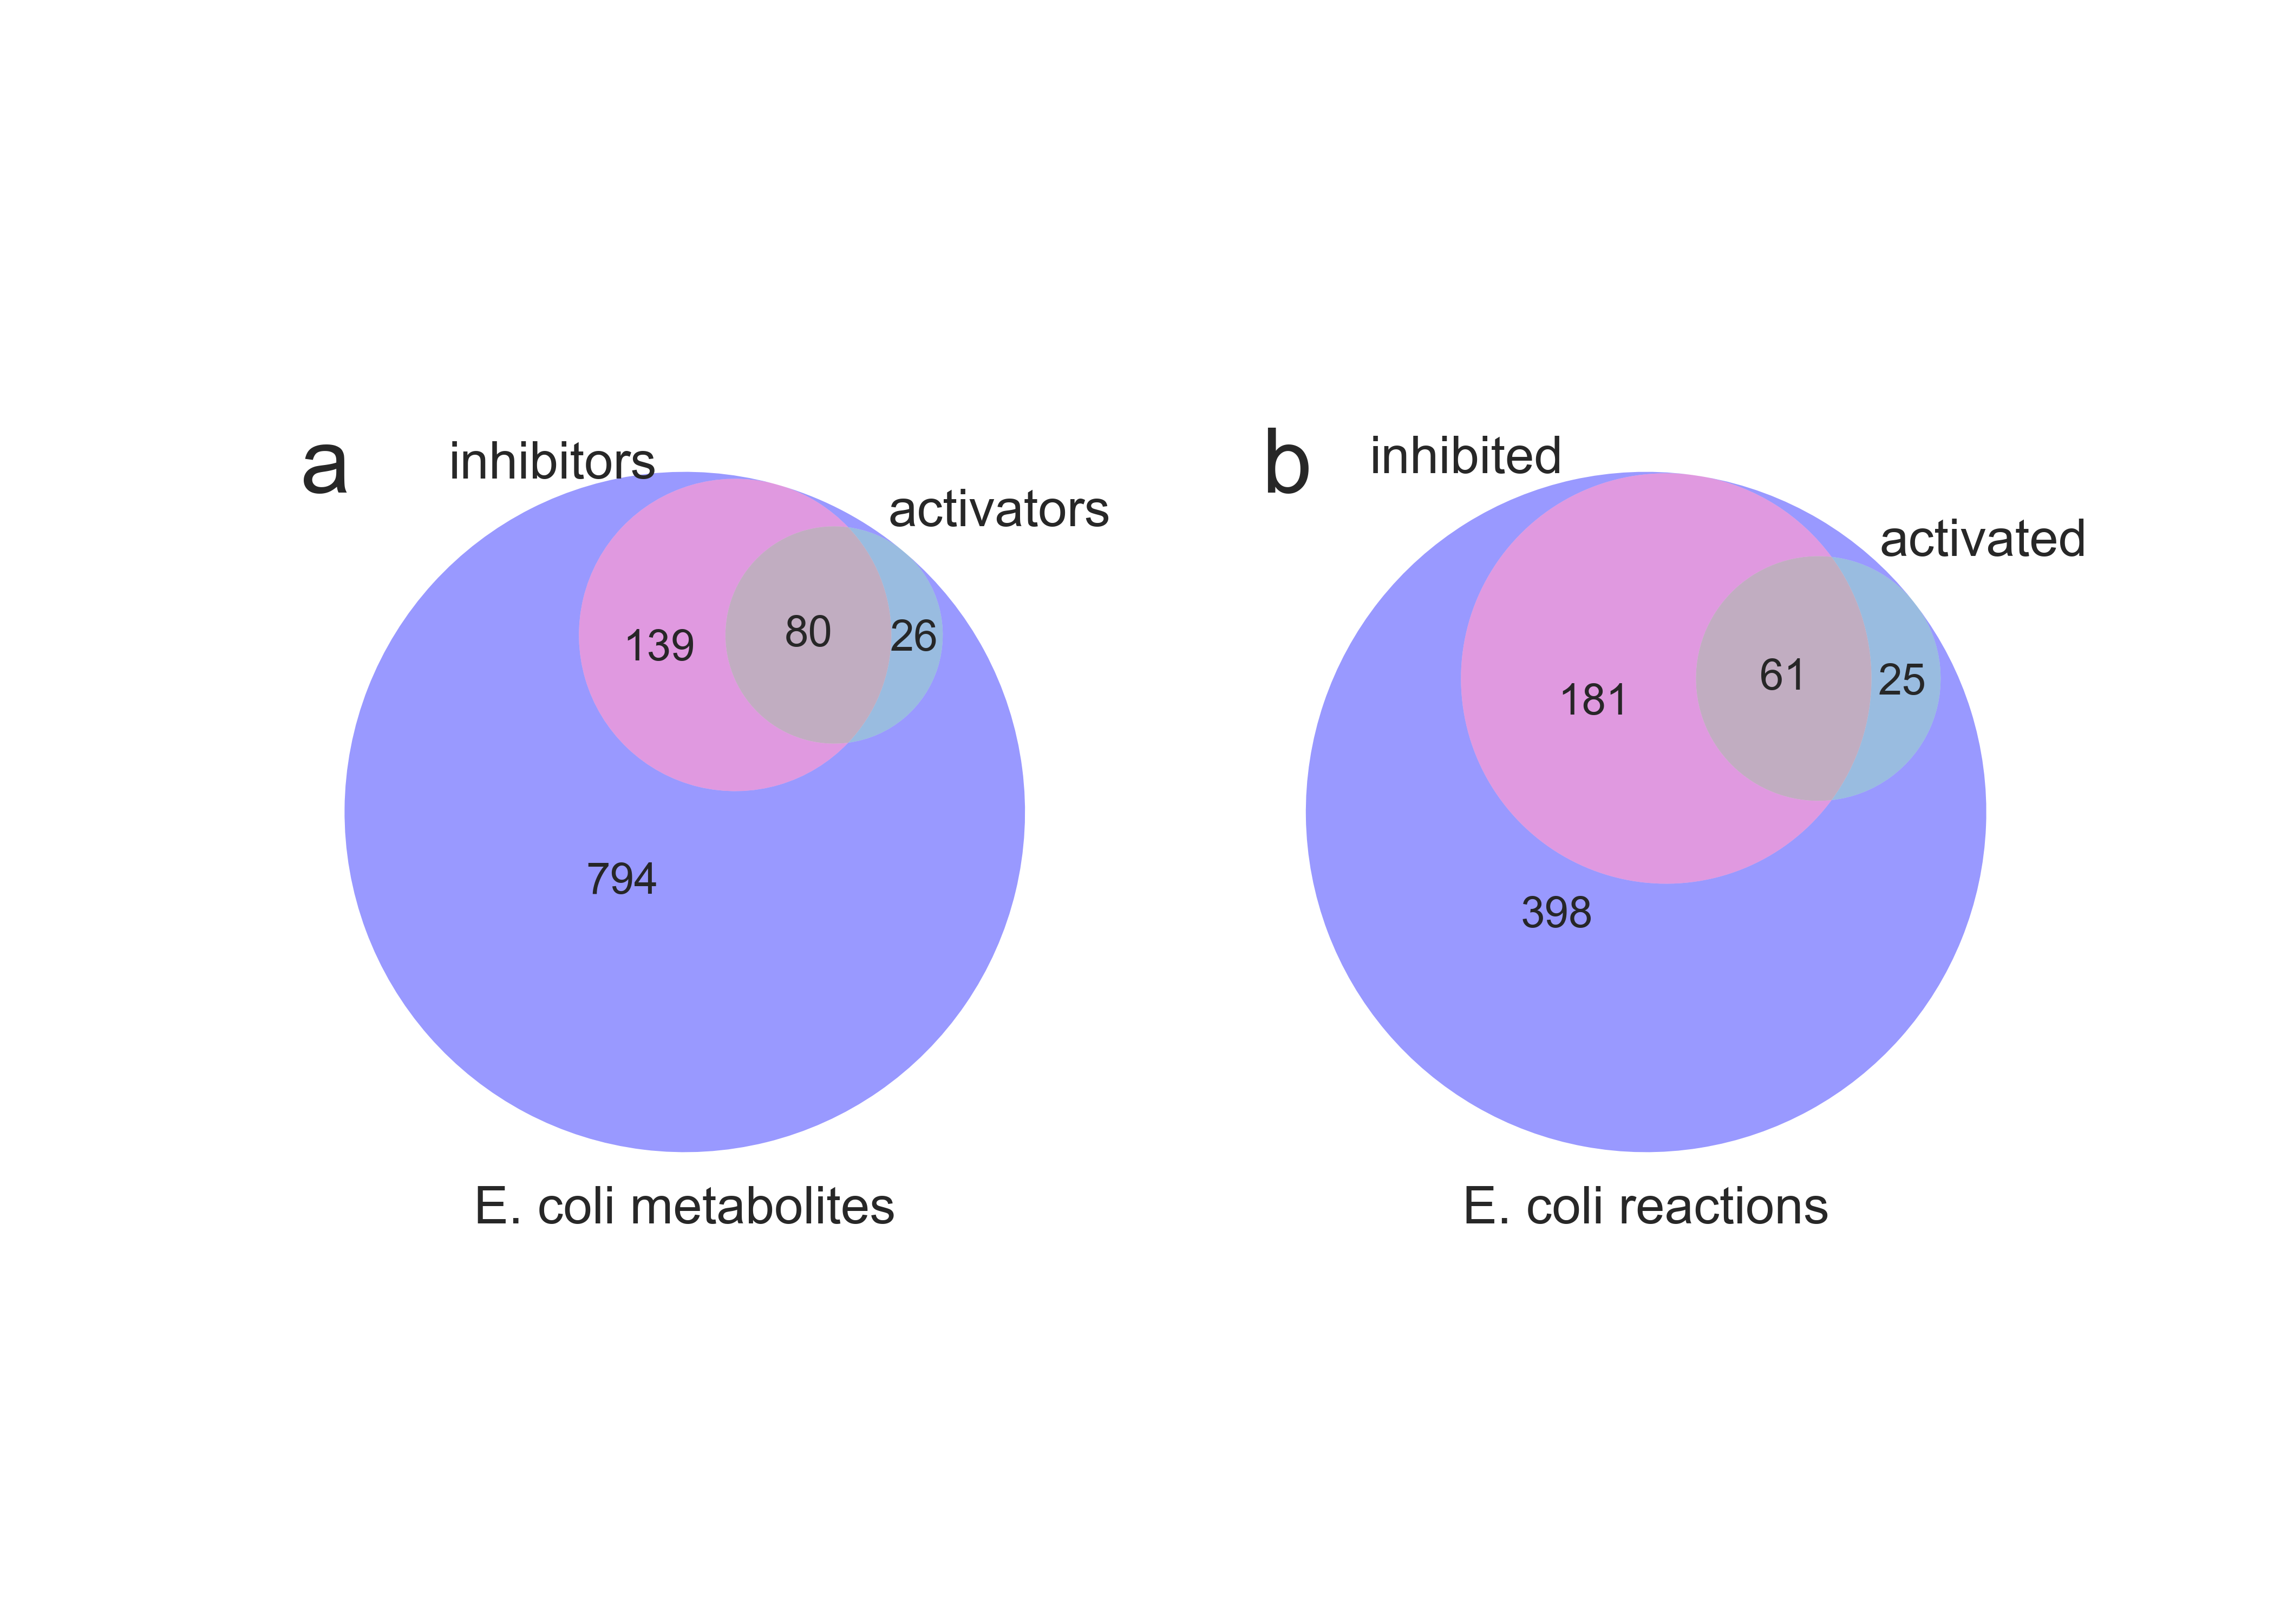 a
inhibitors
activators
139
80
26
794
E. coli metabolites
b
inhibited
activated
181
61
25
398
E. coli reactions